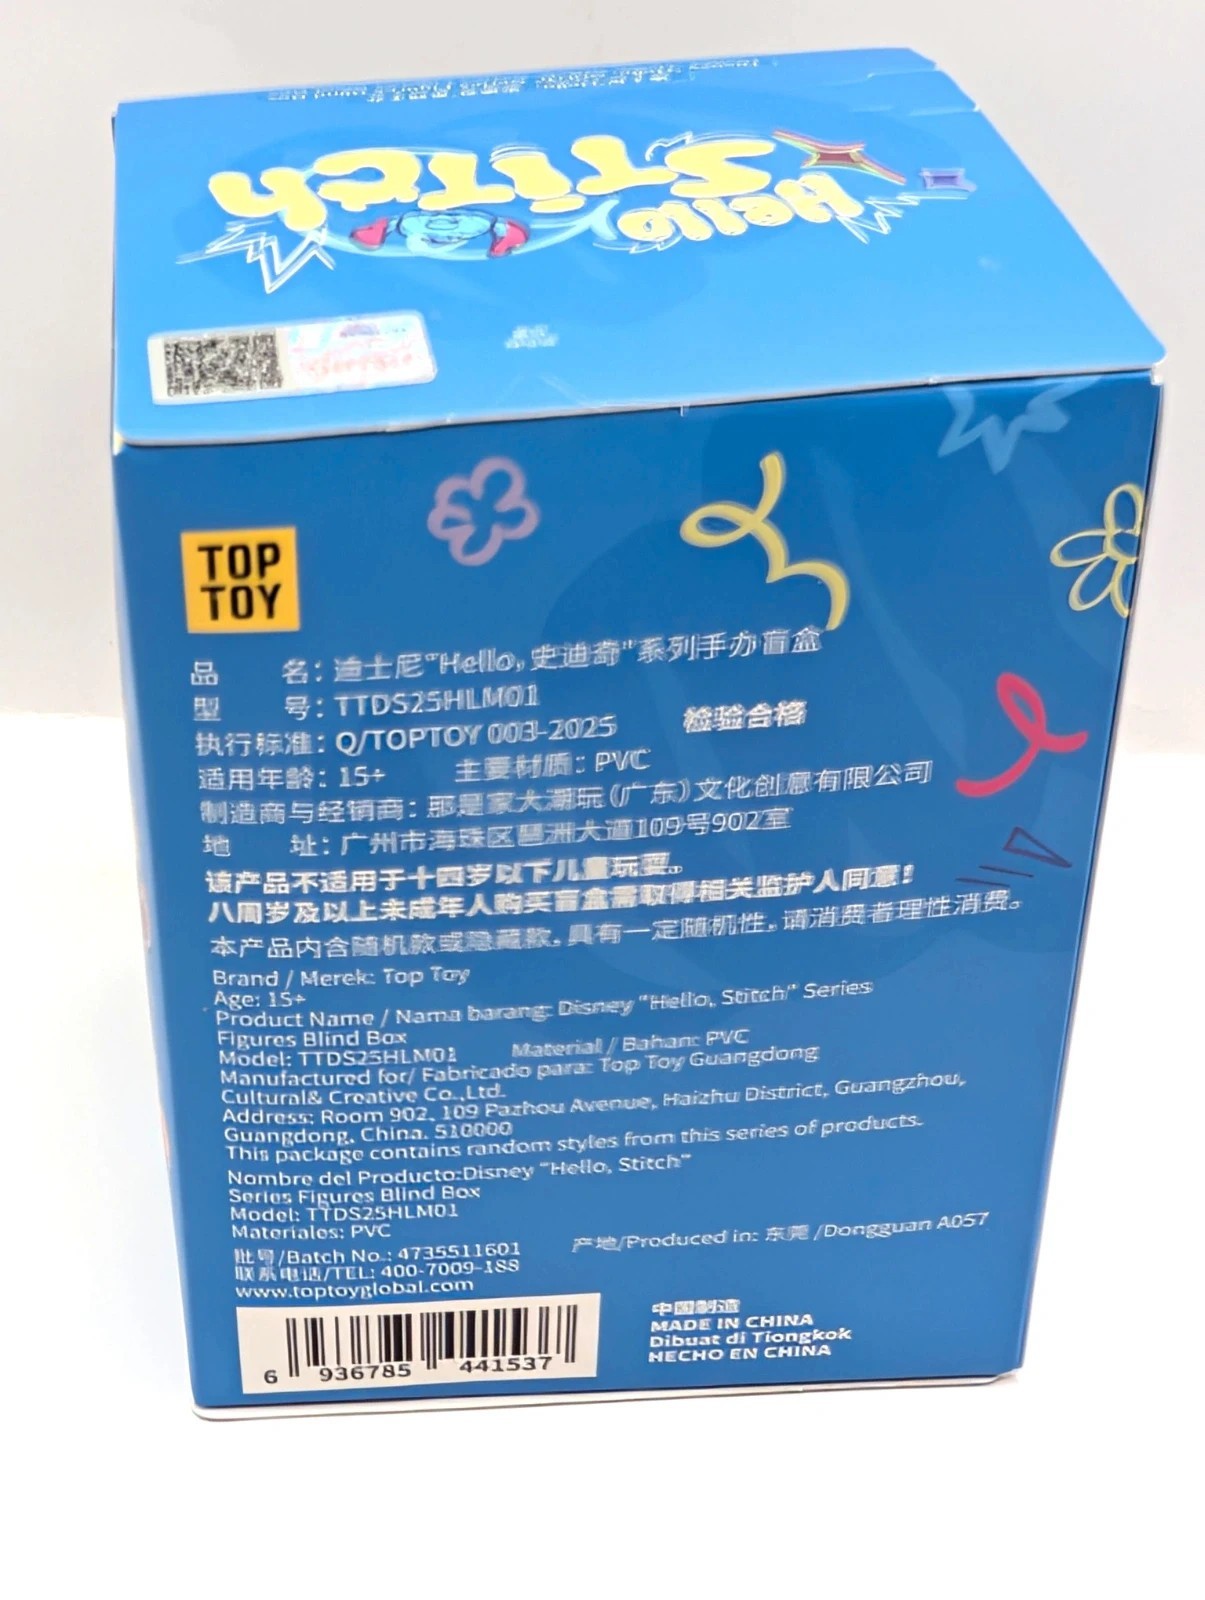 Hello
STITCH
TOP
TOY
品 名：迪士尼“Hello, 史迪奇”系列手办盲盒
型 号：TTDS25HLM01
执行标准：Q/TOPTOY 003-2025 检验合格
适用年龄：15+ 主要材质：PVC
制造商与经销商：那是家大潮玩（广东）文化创意有限公司
地 址：广州市海珠区琶洲大道109号902室
该产品不适用于十四岁以下儿童玩耍。
八周岁及以上未成年人购买盲盒需取得相关监护人同意！
本产品内含随机款或隐藏款，具有一定随机性，请消费者理性消费。
Brand / Merek: Top Toy
Age: 15+
Product Name / Nama barang: Disney "Hello, Stitch" Series
Figures Blind Box
Model: TTDS25HLM01 Material / Bahan: PVC
Manufactured for/ Fabricado para: Top Toy Guangdong
Cultural& Creative Co.,Ltd.
Address: Room 902, 109 Pazhou Avenue, Haizhu District, Guangzhou,
Guangdong, China. 510000
This package contains random styles from this series of products.
Nombre del Producto:Disney "Hello, Stitch"
Series Figures Blind Box
Model: TTDS25HLM01
Materiales: PVC
批号/Batch No.: 4735511601 产地/Produced in: 东莞 /Dongguan A057
联系电话/TEL: 400-7009-188
www.toptoyglobal.com
6 936785 441537
中国制造
MADE IN CHINA
Dibuat di Tiongkok
HECHO EN CHINA